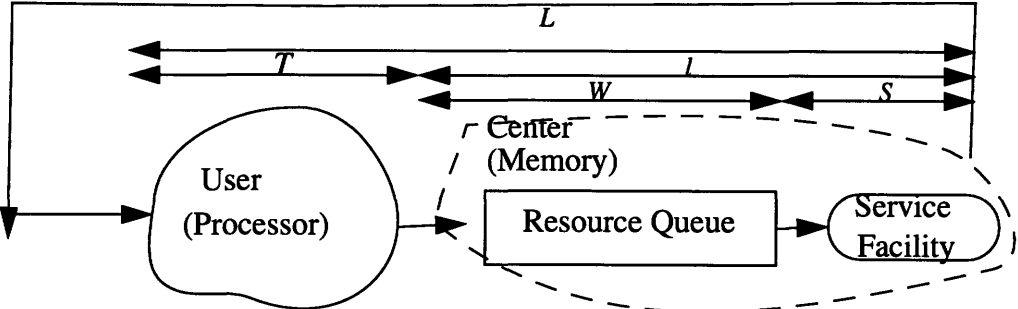 L
T
l
W
S
Center
(Memory)
User
(Processor)
Resource Queue
Service
Facility